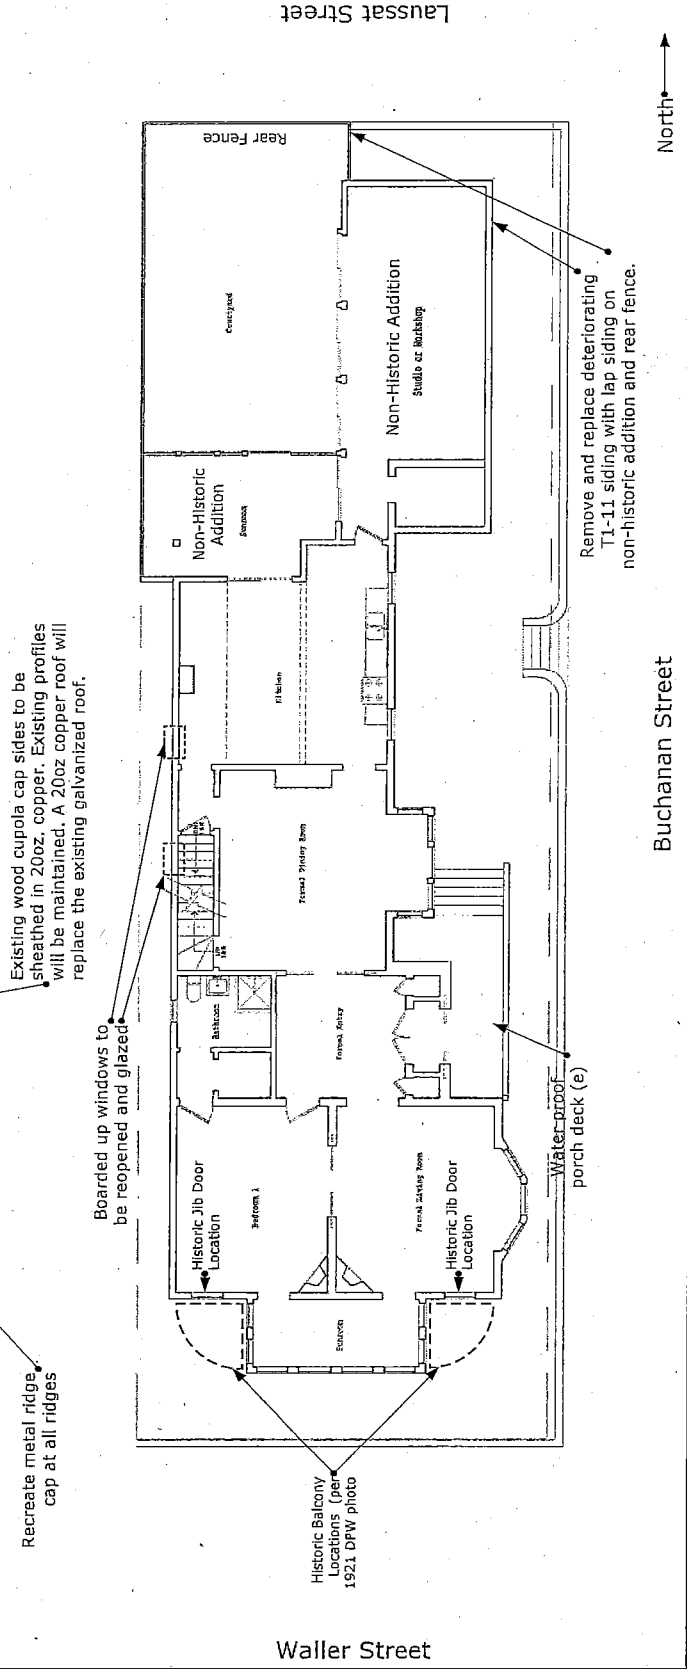 Laussat Street
North
Rear Fence
Courtyard
Non-Historic Addition
Studio or Workshop
Non-Historic
Addition
Sunroom
Remove and replace deteriorating
T1-11 siding with lap siding on
non-historic addition and rear fence.
Existing wood cupola cap sides to be
sheathed in 20oz. copper. Existing profiles
will be maintained. A 20oz copper roof will
replace the existing galvanized roof.
Kitchen
Buchanan Street
Formal Dining Room
Boarded up windows to
be reopened and glazed
Bathroom
Formal Entry
Water-proof
porch deck (e)
Historic Jib Door
Location
Bedroom 1
Formal Living Room
Historic Jib Door
Location
Sunroom
Recreate metal ridge
cap at all ridges
Historic Balcony
Locations (per
1921 DPW photo
Waller Street